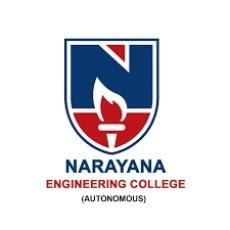 N
NARAYANA
ENGINEERING COLLEGE
(AUTONOMOUS)